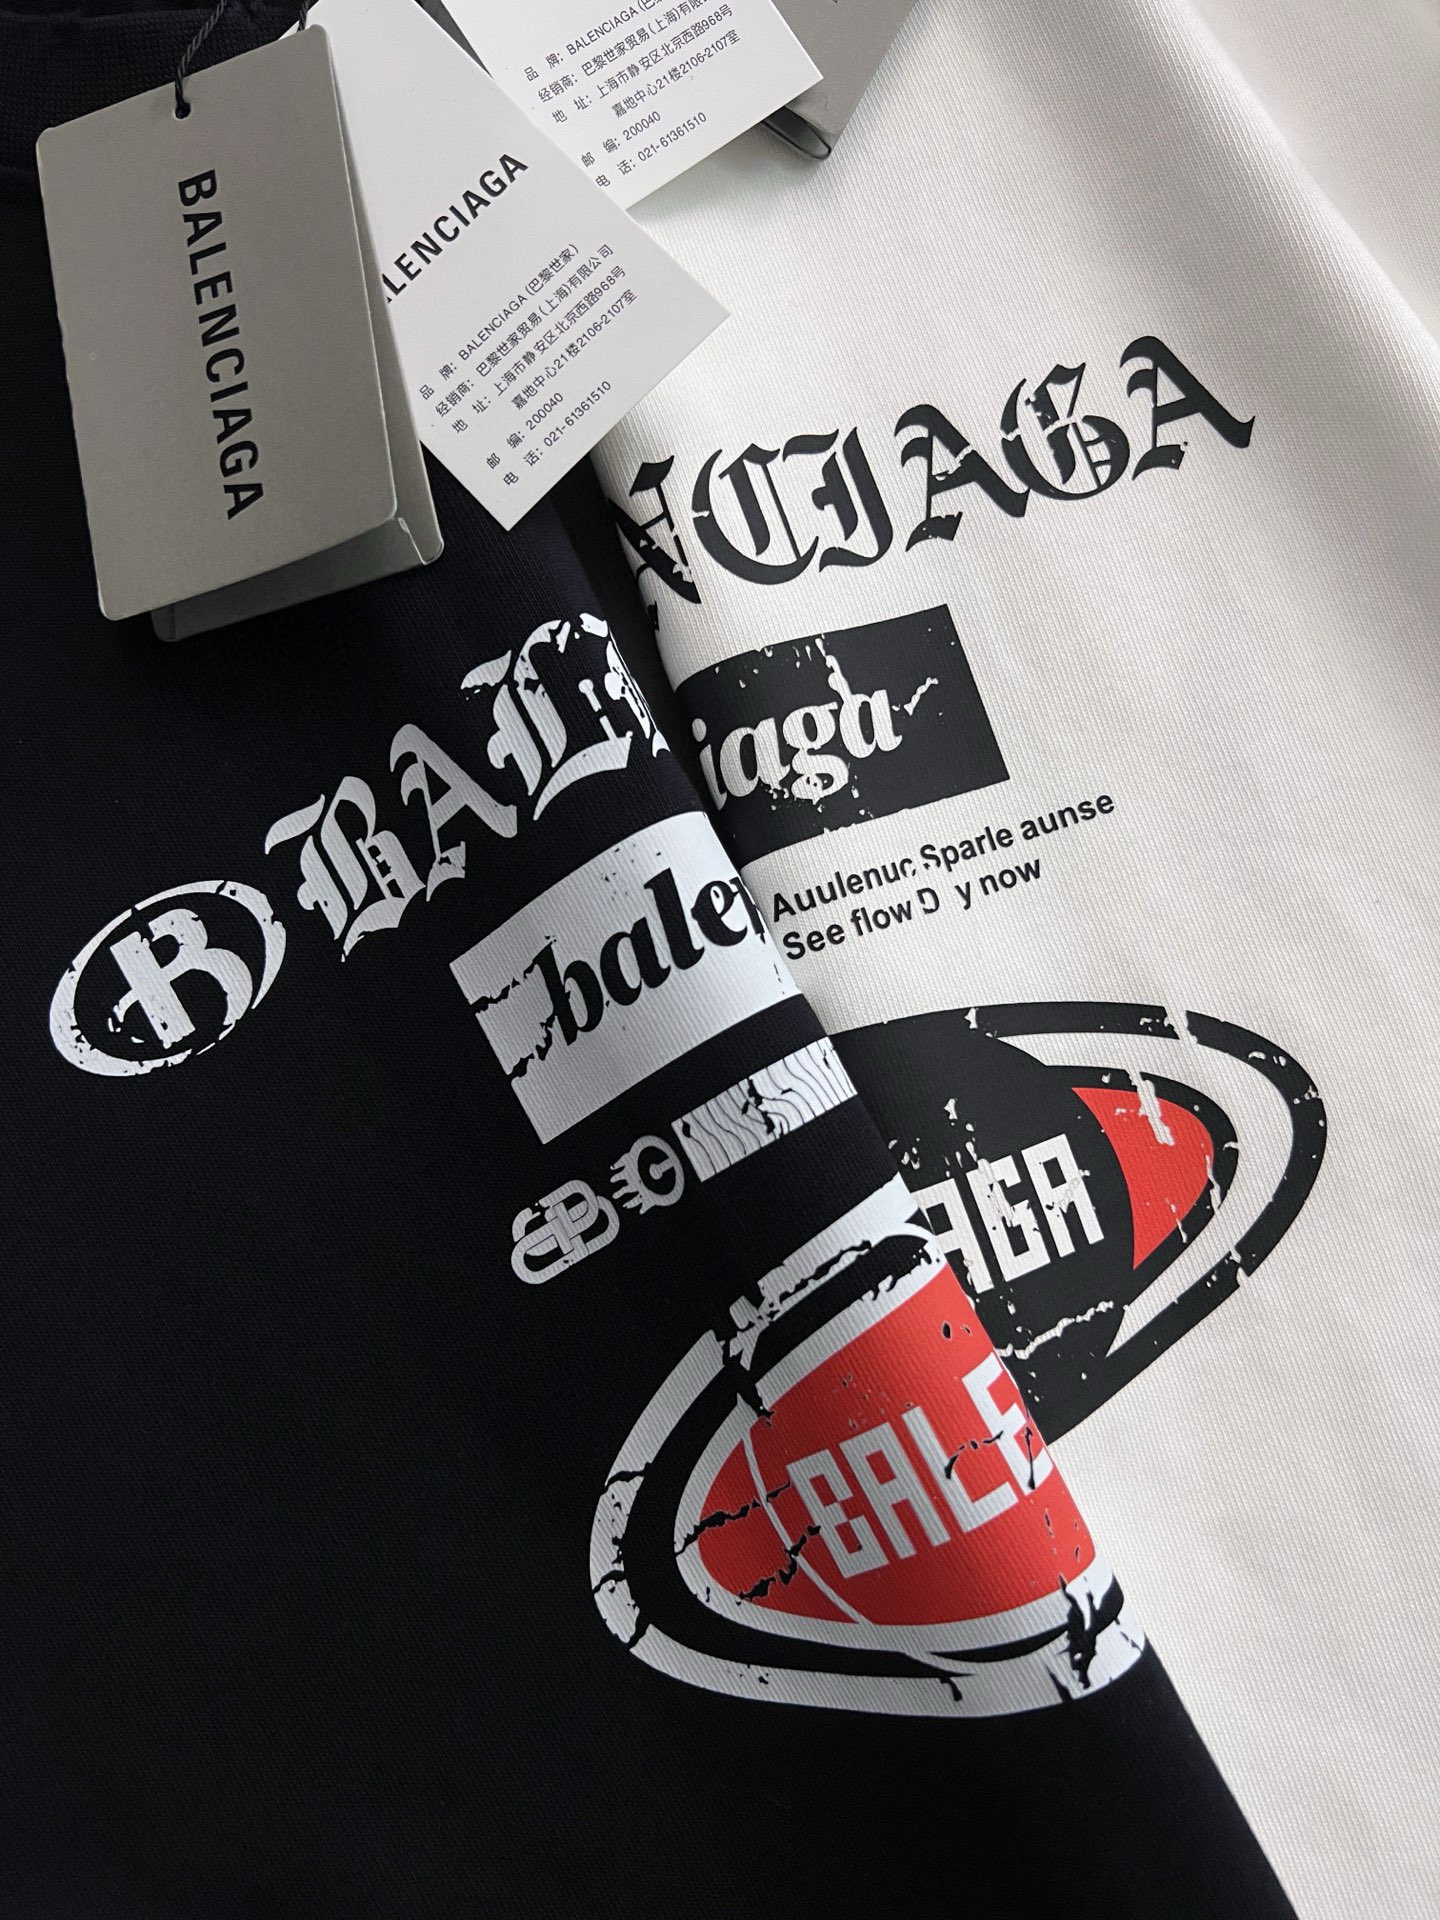 品 牌: BALENCIAGA (巴
经销商: 巴黎世家贸易(上海)有限
地 址: 上海市静安区北京西路968号
嘉地中心21楼2106-2107室
邮 编: 200040
电 话: 021-61361510
BALENCIAGA
LENCIAGA
品 牌: BALENCIAGA (巴黎世家)
经销商: 巴黎世家贸易(上海)有限公司
地 址: 上海市静安区北京西路968号
嘉地中心21楼2106-2107室
邮 编: 200040
电 话: 021-61361510
NCIAGA
iaga
Auulenuc Sparle aunse
See flow D y now
AGA
B BALE
balen
B C
BALE